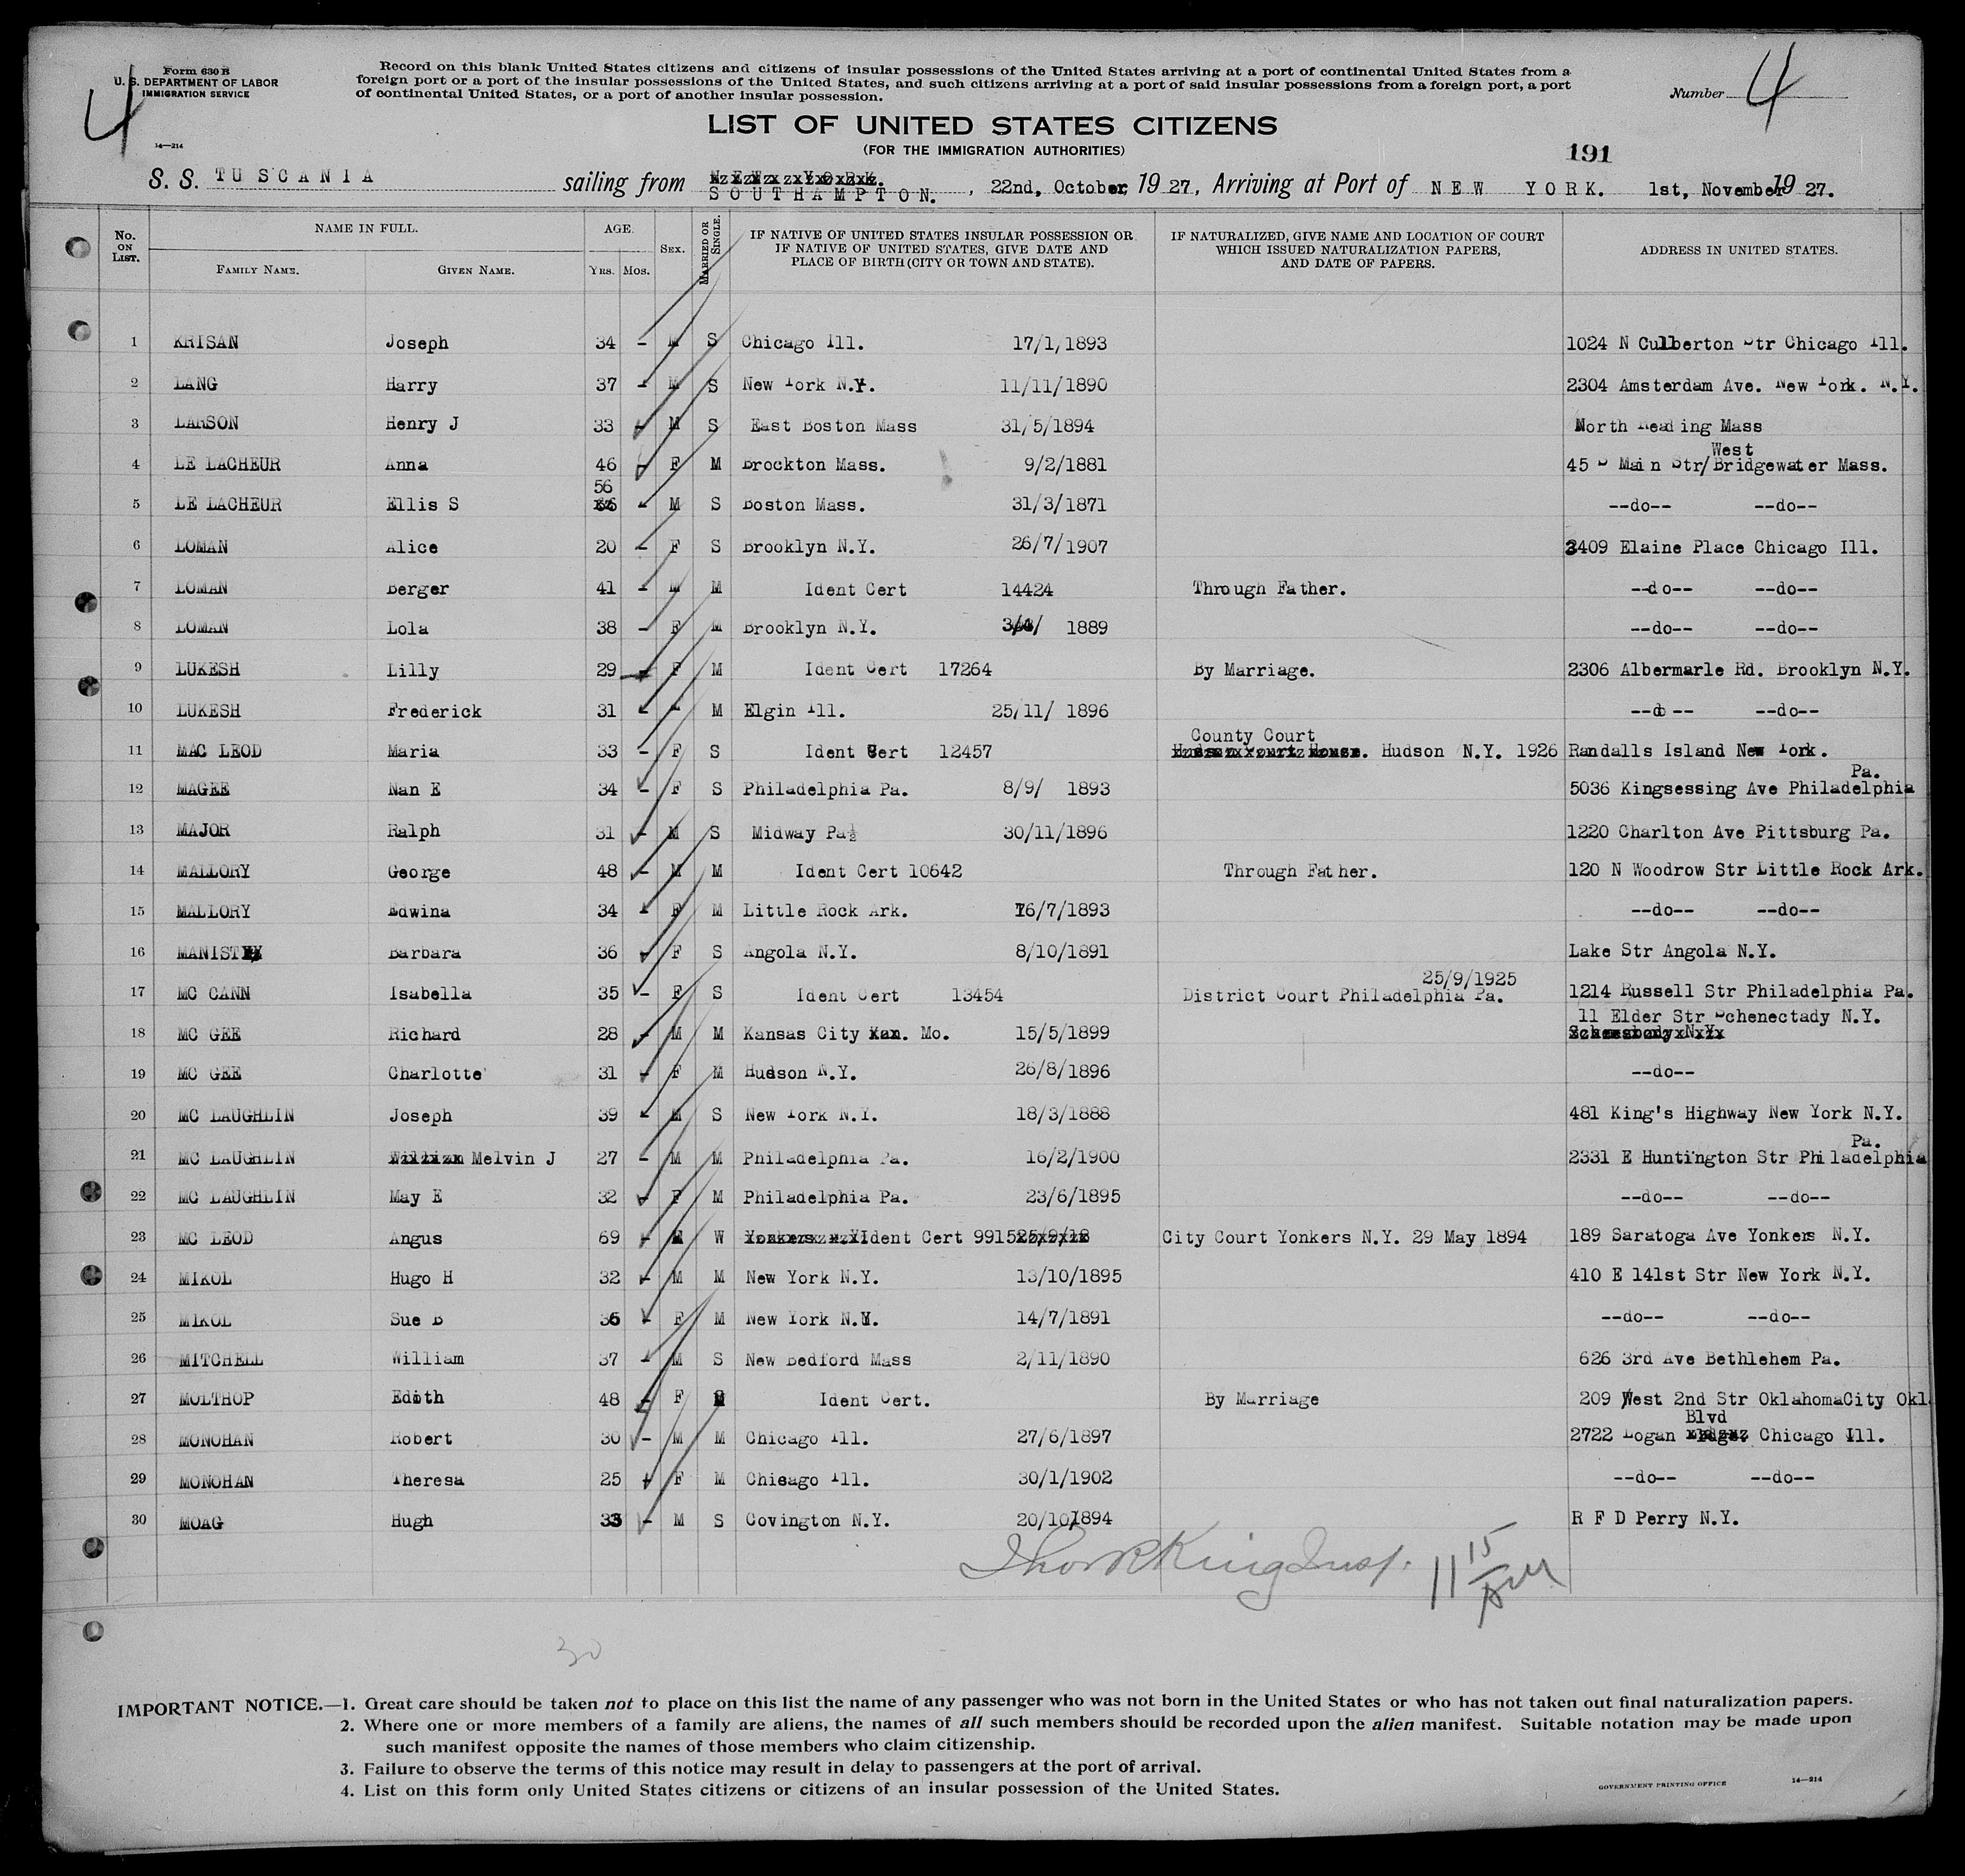 Form 630 B
U. S. DEPARTMENT OF LABOR
IMMIGRATION SERVICE
14—214
4
Record on this blank United States citizens and citizens of insular possessions of the United States arriving at a port of continental United States from a
foreign port or a port of the insular possessions of the United States, and such citizens arriving at a port of said insular possessions from a foreign port, a port
of continental United States, or a port of another insular possession.
Number 4
LIST OF UNITED STATES CITIZENS
(FOR THE IMMIGRATION AUTHORITIES)
191
S. S. TUSCANIA sailing from SOUTHAMPTON. , 22nd, October, 19 27, Arriving at Port of NEW YORK. 1st, November 19 27.
No. ON LIST. NAME IN FULL. FAMILY NAME. GIVEN NAME. AGE. YRS. MOS. SEX. MARRIED OR SINGLE. IF NATIVE OF UNITED STATES INSULAR POSSESSION OR IF NATIVE OF UNITED STATES, GIVE DATE AND PLACE OF BIRTH (CITY OR TOWN AND STATE). IF NATURALIZED, GIVE NAME AND LOCATION OF COURT WHICH ISSUED NATURALIZATION PAPERS, AND DATE OF PAPERS. ADDRESS IN UNITED STATES.
1 KRISAN Joseph 34 - M S Chicago Ill. 17/1/1893 1024 N Culberton Str Chicago Ill.
2 LANG Harry 37 - M S New York N.Y. 11/11/1890 2304 Amsterdam Ave. New York. N.Y.
3 LARSON Henry J 33 - M S East Boston Mass 31/5/1894 North Reading Mass
4 LE LACHEUR Anna 46 - F M Brockton Mass. 9/2/1881 45 Main Str/ West Bridgewater Mass.
5 LE LACHEUR Ellis S 56 - M S Boston Mass. 31/3/1871 --do-- --do--
6 LOMAN Alice 20 - F S Brooklyn N.Y. 26/7/1907 409 Elaine Place Chicago Ill.
7 LOMAN Berger 41 - M M Ident Cert 14424 Through Father. --do-- --do--
8 LOMAN Lola 38 - F M Brooklyn N.Y. 1889 --do-- --do--
9 LUKESH Lilly 29 - F M Ident Cert 17264 By Marriage. 2306 Albermarle Rd. Brooklyn N.Y.
10 LUKESH Frederick 31 - M Elgin Ill. 25/11/ 1896 --do-- --do--
11 MAC LEOD Maria 33 - F S Ident Cert 12457 County Court Hudson N.Y. 1926 Randalls Island New York.
12 MAGEE Nan E 34 - F S Philadelphia Pa. 8/9/ 1893 5036 Kingsessing Ave Philadelphia Pa.
13 MAJOR Ralph 31 - M S Midway Pa½ 30/11/1896 1220 Charlton Ave Pittsburg Pa.
14 MALLORY George 48 - M M Ident Cert 10642 Through Father. 120 N Woodrow Str Little Rock Ark.
15 MALLORY Edwina 34 - F M Little Rock Ark. 6/7/1893 --do-- --do--
16 MANISTY Barbara 36 - F S Angola N.Y. 8/10/1891 Lake Str Angola N.Y.
17 MC CANN Isabella 35 - F S Ident Cert 13454 District Court Philadelphia Pa. 25/9/1925 1214 Russell Str Philadelphia Pa.
18 MC GEE Richard 28 - M M Kansas City Mo. 15/5/1899 11 Elder Str Schenectady N.Y.
19 MC GEE Charlotte 31 - F M Hudson N.Y. 26/8/1896 --do--
20 MC LAUGHLIN Joseph 39 - M S New York N.Y. 18/3/1888 481 King's Highway New York N.Y.
21 MC LAUGHLIN Melvin J 27 - M M Philadelphia Pa. 16/2/1900 2331 E Huntington Str Philadelphia Pa.
22 MC LAUGHLIN May E 32 - F M Philadelphia Pa. 23/6/1895 --do-- --do--
23 MC LEOD Angus 69 - M W Ident Cert 9915 City Court Yonkers N.Y. 29 May 1894 189 Saratoga Ave Yonkers N.Y.
24 MIKOL Hugo H 32 - M M New York N.Y. 13/10/1895 410 E 141st Str New York N.Y.
25 MIKOL Sue B 36 - F M New York N.Y. 14/7/1891 --do-- --do--
26 MITCHELL William 37 - M S New Bedford Mass 2/11/1890 626 3rd Ave Bethlehem Pa.
27 MOLTHOP Edith 48 - F M Ident Cert. By Marriage 209 West 2nd Str OklahomaCity Okl
28 MONOHAN Robert 30 - M M Chicago Ill. 27/6/1897 2722 Logan Blvd Chicago Ill.
29 MONOHAN Theresa 25 - F M Chicago Ill. 30/1/1902 --do-- --do--
30 MOAG Hugh 33 - M S Covington N.Y. 20/10/1894 R F D Perry N.Y.
Thos R King Insp. 11 15 AM
30
IMPORTANT NOTICE.—1. Great care should be taken not to place on this list the name of any passenger who was not born in the United States or who has not taken out final naturalization papers.
2. Where one or more members of a family are aliens, the names of all such members should be recorded upon the alien manifest. Suitable notation may be made upon
such manifest opposite the names of those members who claim citizenship.
3. Failure to observe the terms of this notice may result in delay to passengers at the port of arrival.
4. List on this form only United States citizens or citizens of an insular possession of the United States.
GOVERNMENT PRINTING OFFICE 14—214